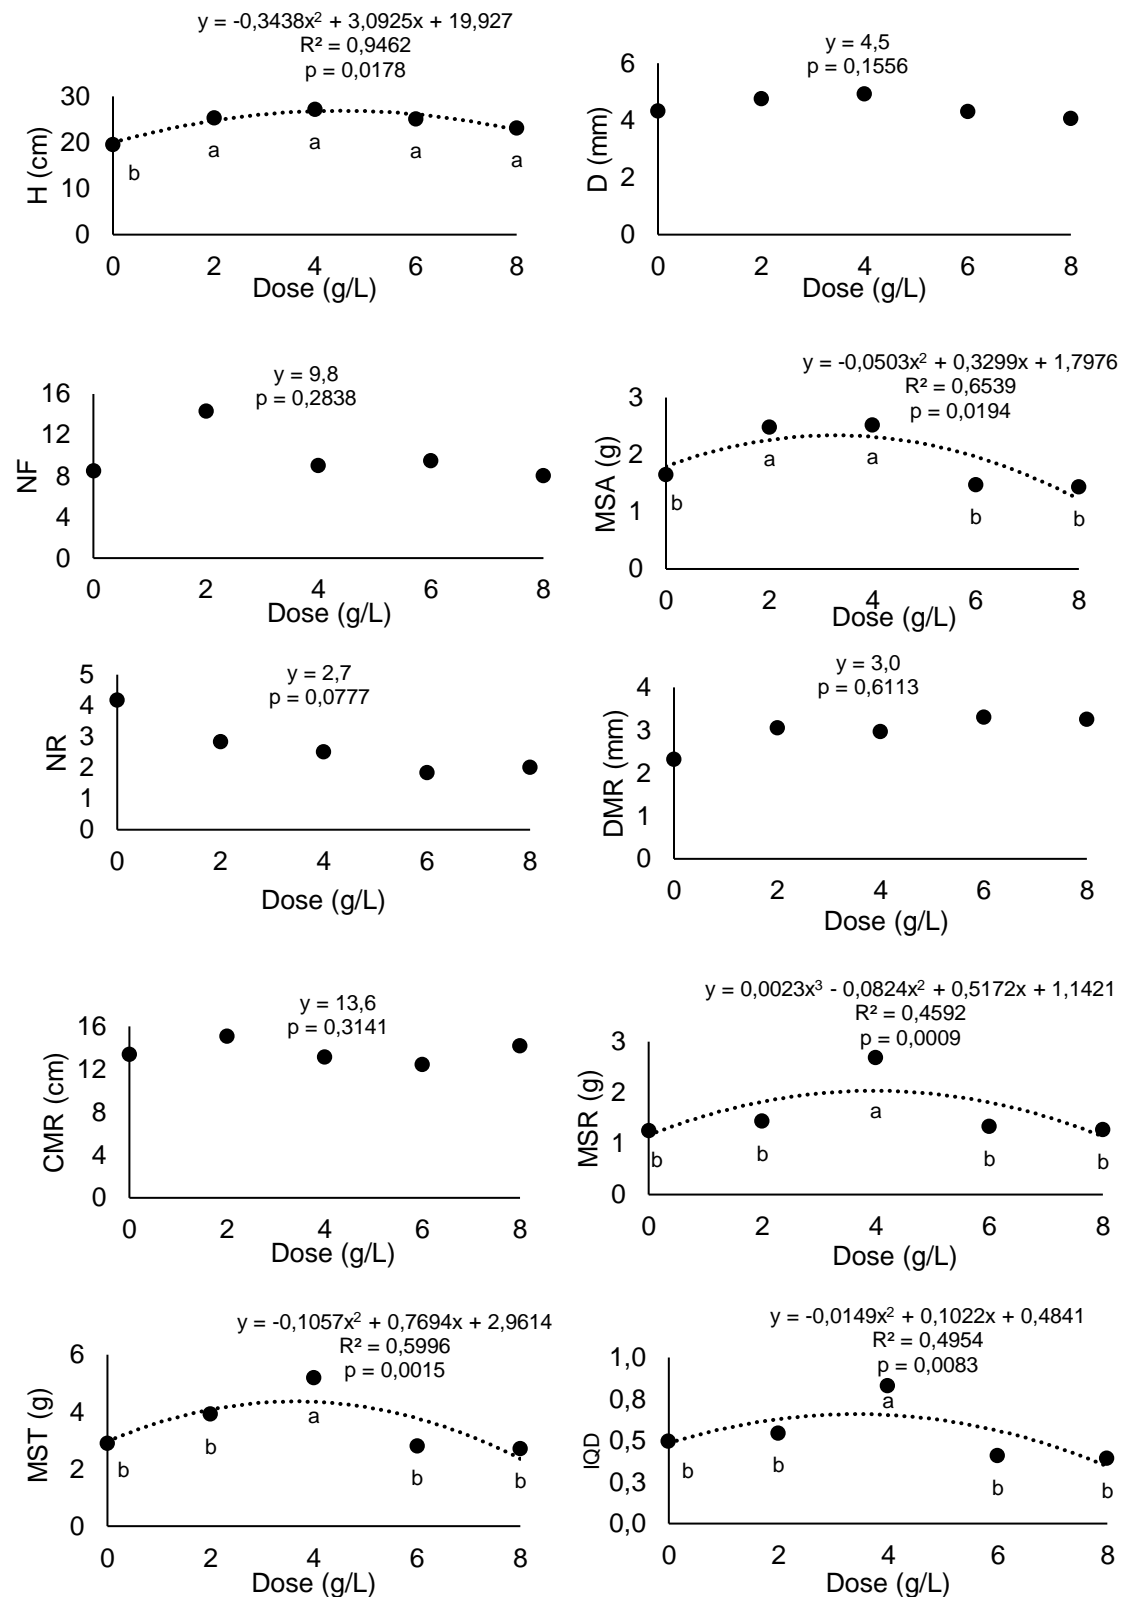 y = -0,3438x² + 3,0925x + 19,927
R² = 0,9462
p = 0,0178
30
20
10
0
H (cm)
b
a
a
a
a
0 2 4 6 8
Dose (g/L)
y = 4,5
p = 0,1556
6
4
2
0
D (mm)
0 2 4 6 8
Dose (g/L)
y = 9,8
p = 0,2838
16
12
8
4
0
NF
0 2 4 6 8
Dose (g/L)
y = -0,0503x² + 0,3299x + 1,7976
R² = 0,6539
p = 0,0194
3
2
1
0
MSA (g)
b
a
a
b
b
0 2 4 6 8
Dose (g/L)
y = 2,7
p = 0,0777
5
4
3
2
1
0
NR
0 2 4 6 8
Dose (g/L)
y = 3,0
p = 0,6113
4
3
2
1
0
DMR (mm)
0 2 4 6 8
Dose (g/L)
y = 13,6
p = 0,3141
16
12
8
4
0
CMR (cm)
0 2 4 6 8
Dose (g/L)
y = 0,0023x³ - 0,0824x² + 0,5172x + 1,1421
R² = 0,4592
p = 0,0009
3
2
1
0
MSR (g)
b
b
a
b
b
0 2 4 6 8
Dose (g/L)
y = -0,1057x² + 0,7694x + 2,9614
R² = 0,5996
p = 0,0015
6
4
2
0
MST (g)
b
b
a
b
b
0 2 4 6 8
Dose (g/L)
y = -0,0149x² + 0,1022x + 0,4841
R² = 0,4954
p = 0,0083
1,0
0,8
0,5
0,3
0,0
IQD
b
b
a
b
b
0 2 4 6 8
Dose (g/L)